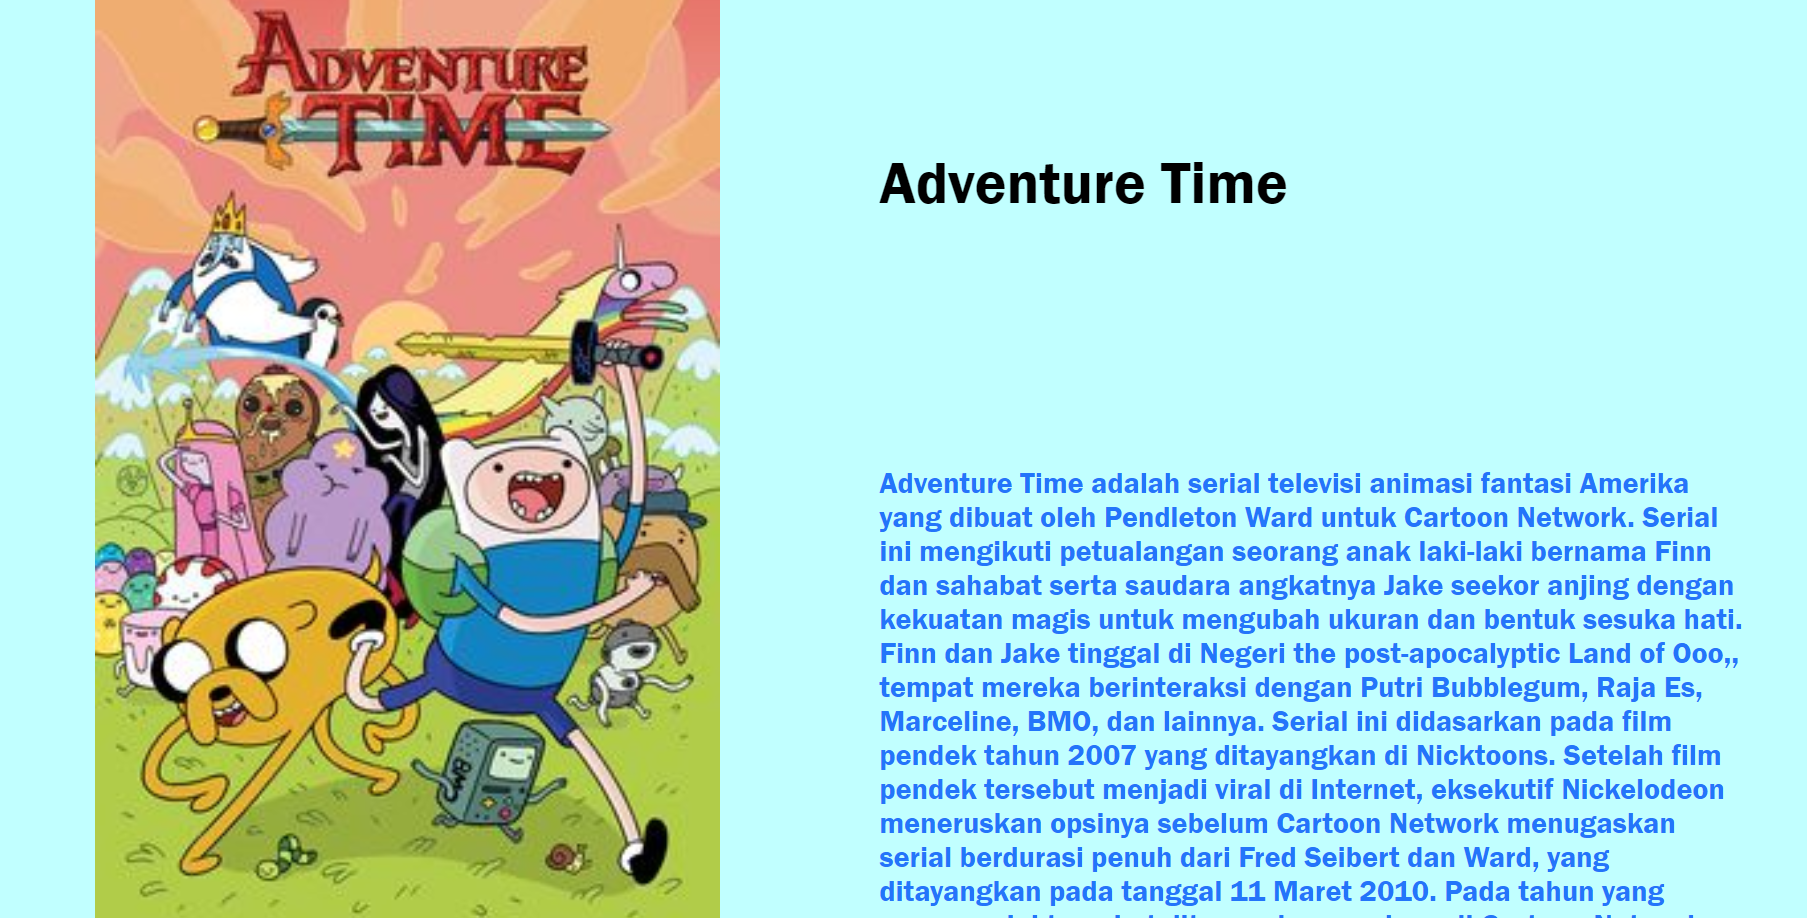 ADVENTURE
TIME
Adventure Time
Adventure Time adalah serial televisi animasi fantasi Amerika
yang dibuat oleh Pendleton Ward untuk Cartoon Network. Serial
ini mengikuti petualangan seorang anak laki-laki bernama Finn
dan sahabat serta saudara angkatnya Jake seekor anjing dengan
kekuatan magis untuk mengubah ukuran dan bentuk sesuka hati.
Finn dan Jake tinggal di Negeri the post-apocalyptic Land of Ooo,,
tempat mereka berinteraksi dengan Putri Bubblegum, Raja Es,
Marceline, BMO, dan lainnya. Serial ini didasarkan pada film
pendek tahun 2007 yang ditayangkan di Nicktoons. Setelah film
pendek tersebut menjadi viral di Internet, eksekutif Nickelodeon
meneruskan opsinya sebelum Cartoon Network menugaskan
serial berdurasi penuh dari Fred Seibert dan Ward, yang
ditayangkan pada tanggal 11 Maret 2010. Pada tahun yang
BMO